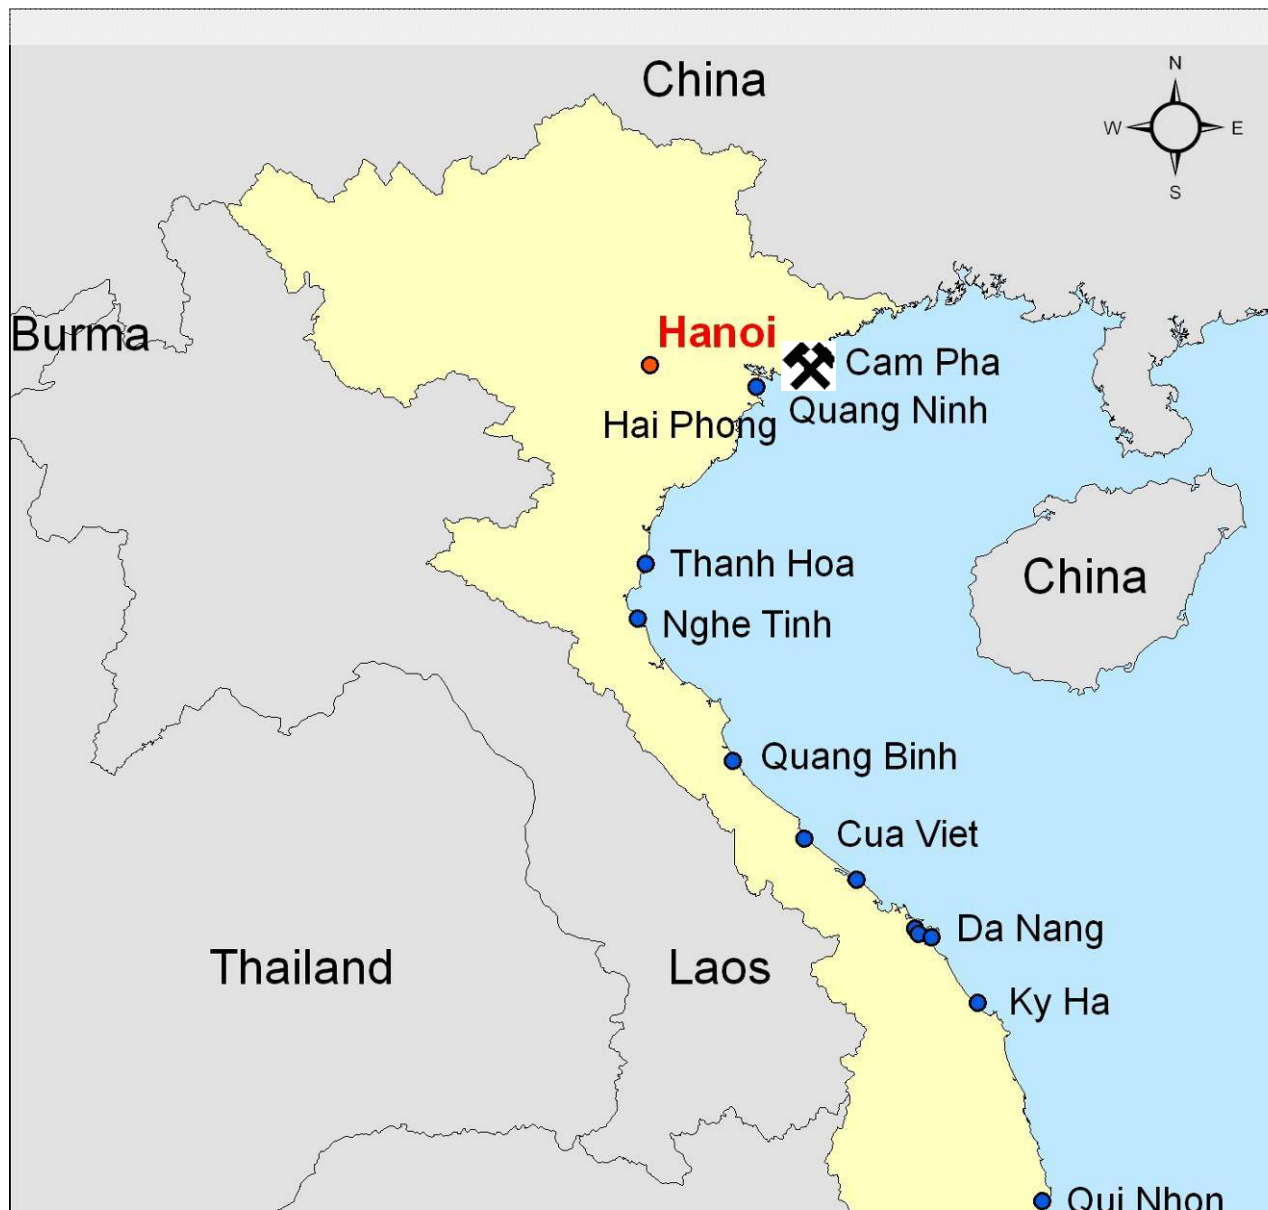 China
N
W
E
S
Burma
Hanoi
Cam Pha
Quang Ninh
Hai Phong
Thanh Hoa
China
Nghe Tinh
Quang Binh
Cua Viet
Da Nang
Thailand
Laos
Ky Ha
Qui Nhon